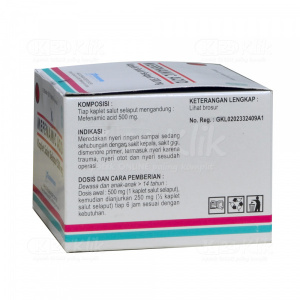 KOMPOSISI :
Tiap kaplet salut selaput mengandung :
Mefenamic acid 500 mg.
INDIKASI
Meredakan nyeri ringan sampai sedang
sehubungan dengan sakit kepala, sakit gigi,
dismenore primer, termasuk nyeri karena
trauma, nyeri otot dan nyeri sesudah
operasi.
DOSIS DAN CARA PEMBERIAN :
Dewasa dan anak-anak > 14 tahun :
Dosis awal : 500 mg (1 kaplet salut selaput),
kemudian dianjurkan 250 mg (½ kaplet
salut selaput) tiap 6 jam sesuai dengan
kebutuhan.
KETERANGAN LENGKAP :
Lihat brosur
No. Reg. : GKL0202332409A1